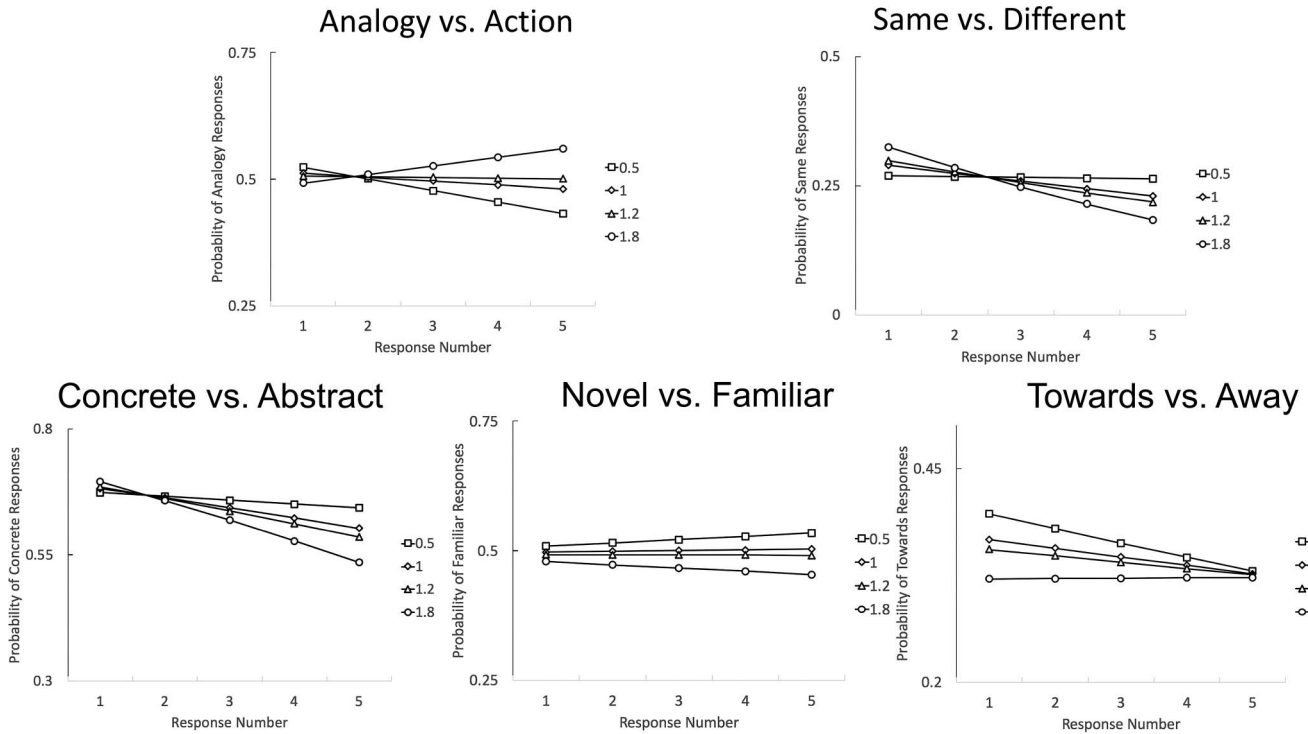 Analogy vs. Action
0.75
0.5
0.25
Probablity of Analogy Responses
1 2 3 4 5
Response Number
0.5
1
1.2
1.8
Same vs. Different
0.5
0.25
0
Probability of Same Responses
1 2 3 4 5
Response Number
0.5
1
1.2
1.8
Concrete vs. Abstract
0.8
0.55
0.3
Probability of Concrete Responses
1 2 3 4 5
Response Number
0.5
1
1.2
1.8
Novel vs. Familiar
0.75
0.5
0.25
Probability of Familiar Responses
1 2 3 4 5
Response Number
0.5
1
1.2
1.8
Towards vs. Away
0.45
0.2
Probability of Towards Responses
1 2 3 4 5
Response Number